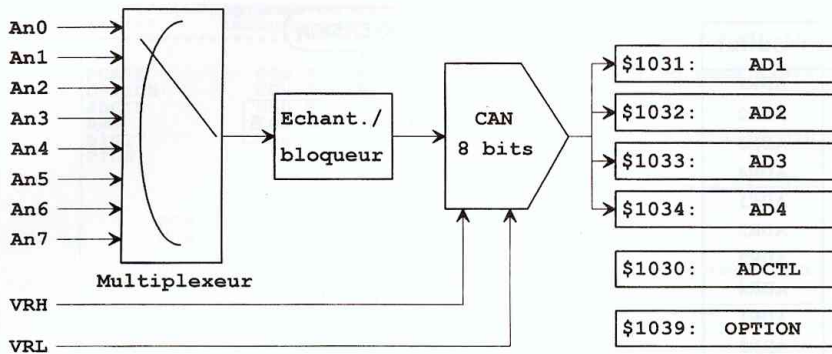 An0
An1
An2
An3
An4
An5
An6
An7
Multiplexeur
VRH
VRL
Echant./
bloqueur
CAN
8 bits
$1031: AD1
$1032: AD2
$1033: AD3
$1034: AD4
$1030: ADCTL
$1039: OPTION